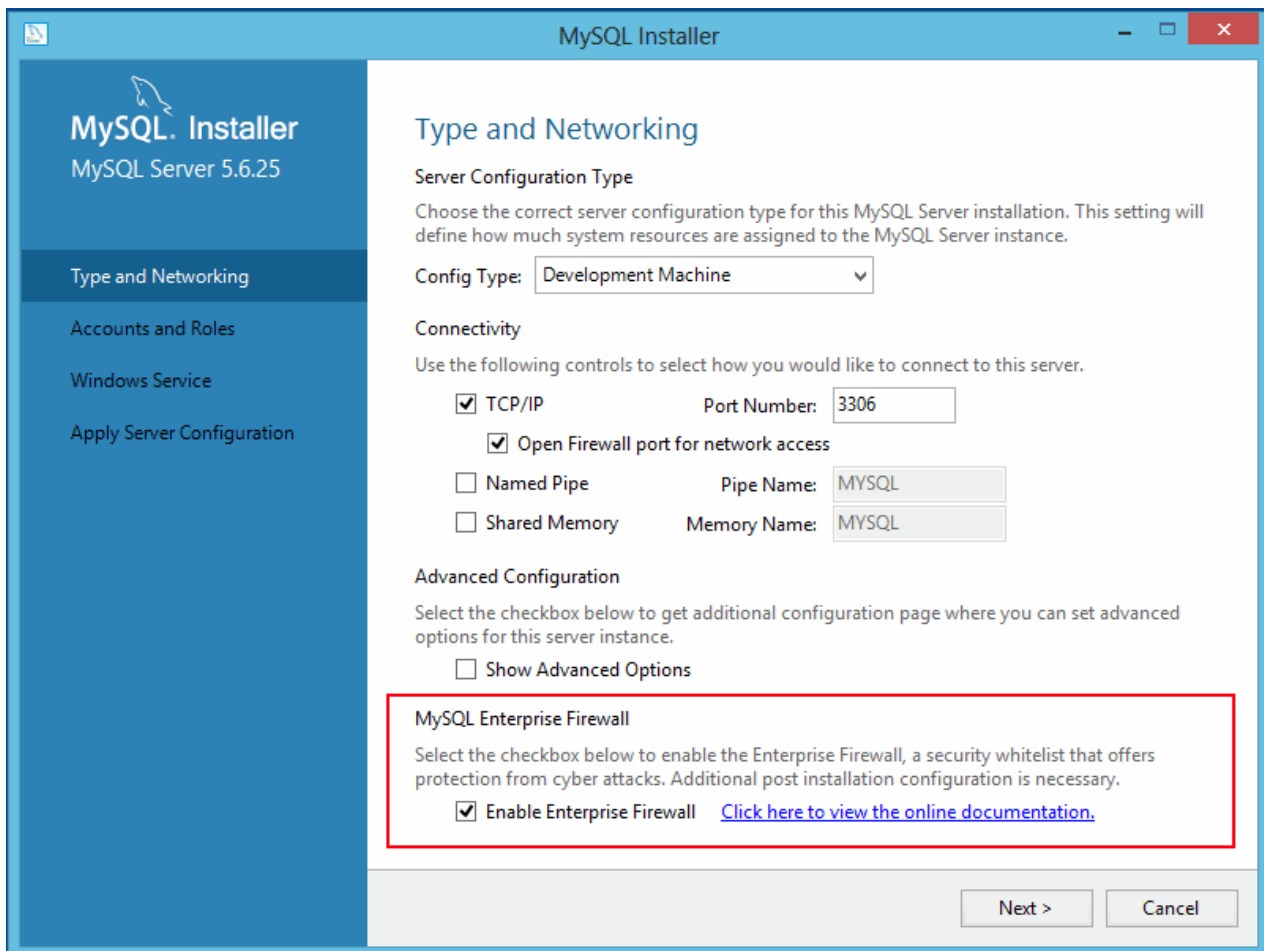 MySQL Installer
MySQL. Installer
MySQL Server 5.6.25
Type and Networking
Accounts and Roles
Windows Service
Apply Server Configuration
Type and Networking
Server Configuration Type
Choose the correct server configuration type for this MySQL Server installation. This setting will
define how much system resources are assigned to the MySQL Server instance.
Config Type: Development Machine
Connectivity
Use the following controls to select how you would like to connect to this server.
TCP/IP Port Number: 3306
Open Firewall port for network access
Named Pipe Pipe Name: MYSQL
Shared Memory Memory Name: MYSQL
Advanced Configuration
Select the checkbox below to get additional configuration page where you can set advanced
options for this server instance.
Show Advanced Options
MySQL Enterprise Firewall
Select the checkbox below to enable the Enterprise Firewall, a security whitelist that offers
protection from cyber attacks. Additional post installation configuration is necessary.
Enable Enterprise Firewall Click here to view the online documentation.
Next > Cancel